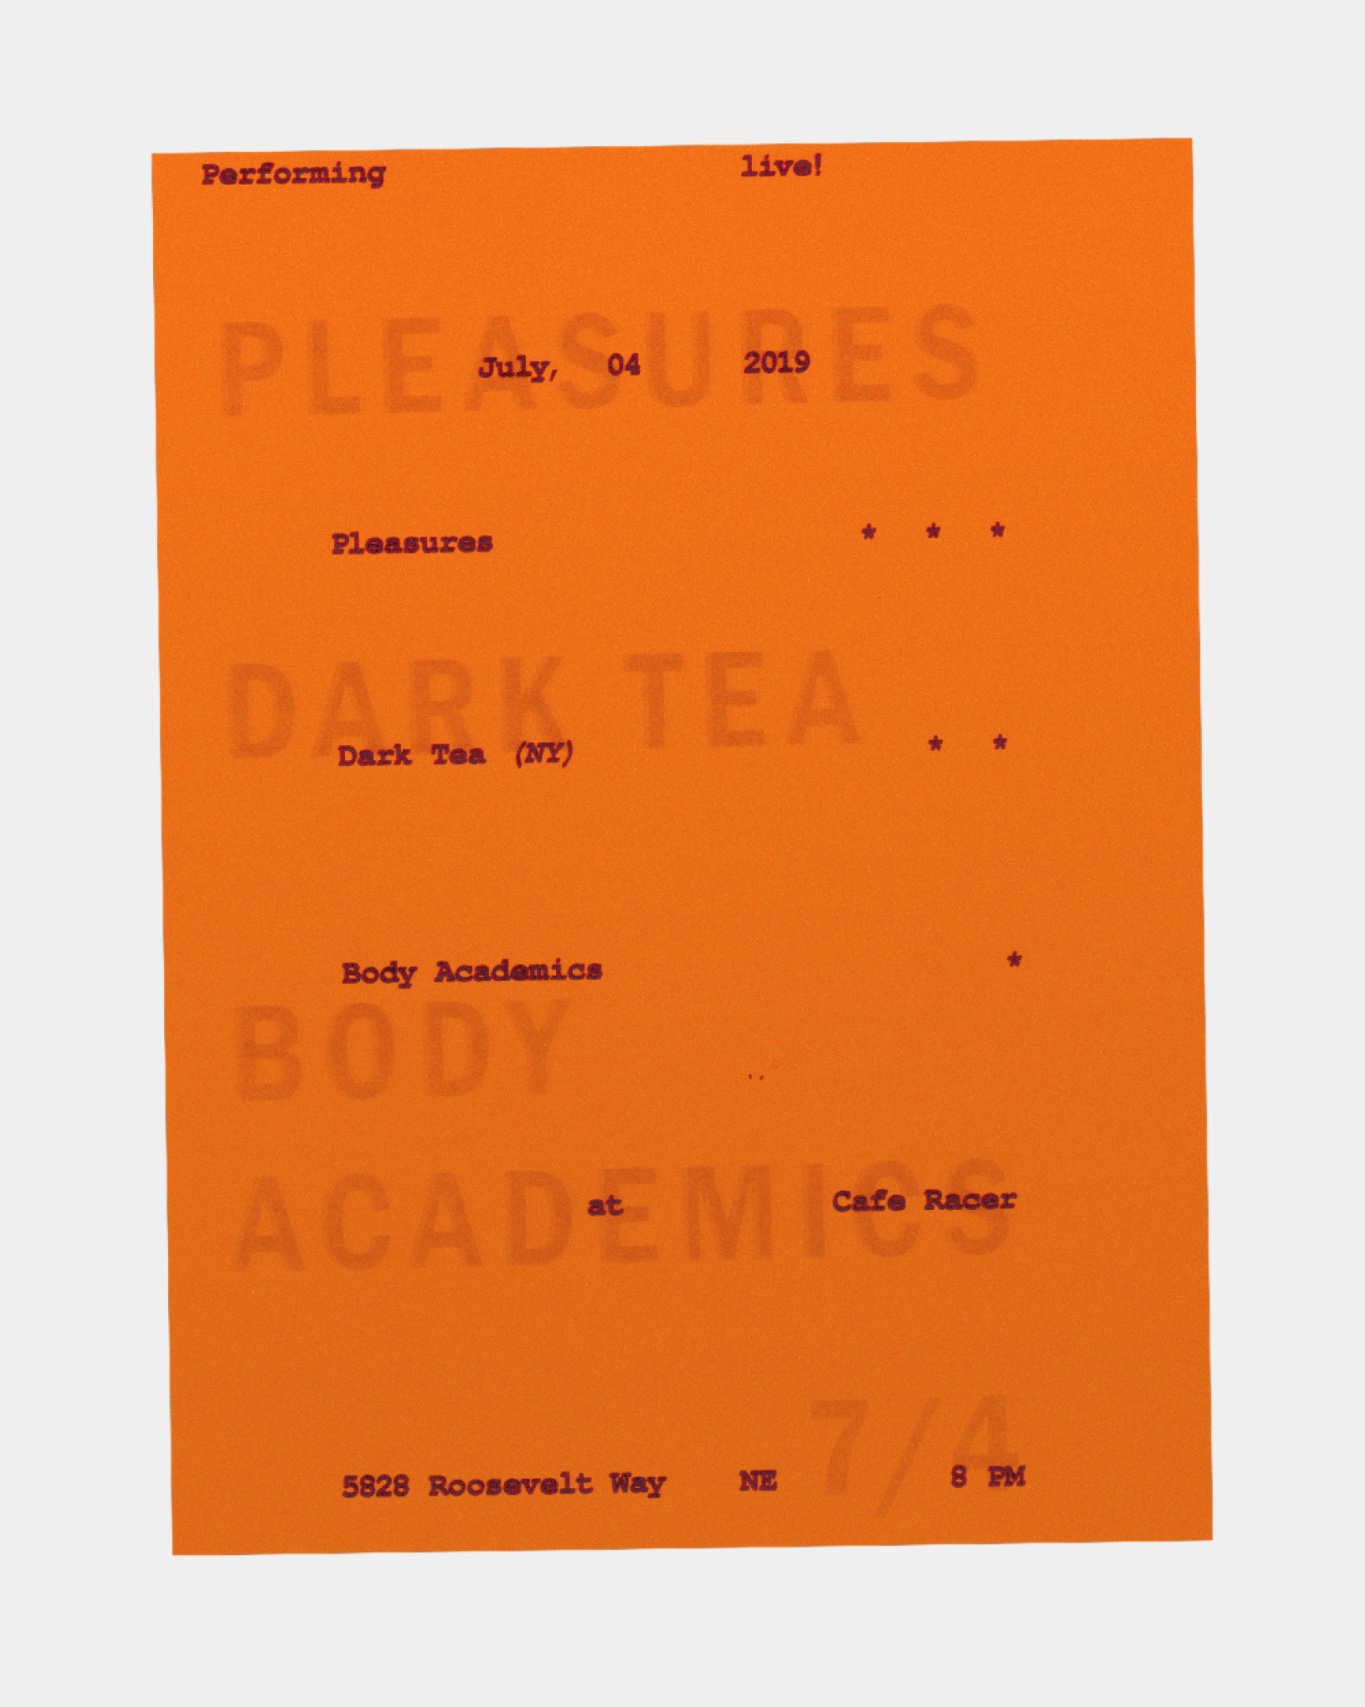 Performing live!
PLEASURES
July, 04 2019
Pleasures * * *
DARK TEA
Dark Tea (NY) * *
Body Academics *
BODY
ACADEMICS
at Cafe Racer
7/4
5828 Roosevelt Way NE 8 PM